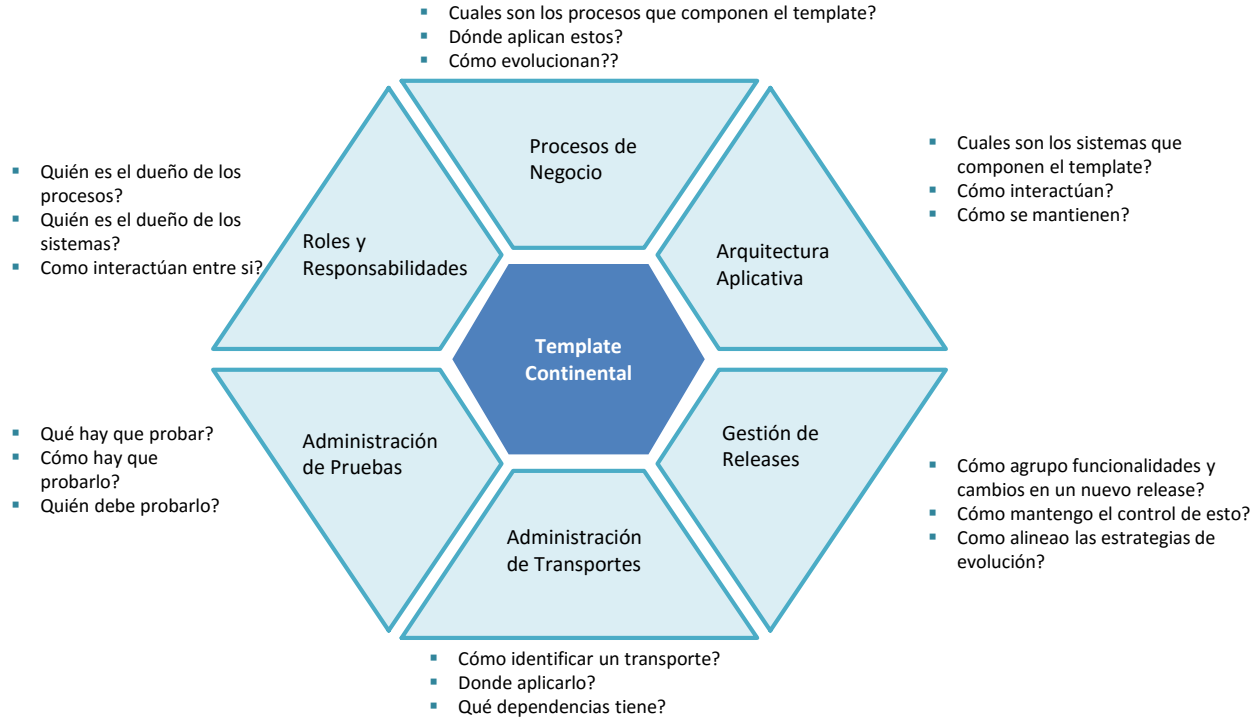 Cuales son los procesos que componen el template?
Dónde aplican estos?
Cómo evolucionan??
Procesos de
Negocio
Cuales son los sistemas que
componen el template?
Cómo interactúan?
Cómo se mantienen?
Quién es el dueño de los
procesos?
Quién es el dueño de los
sistemas?
Como interactúan entre si?
Roles y
Responsabilidades
Arquitectura
Aplicativa
Template
Continental
Qué hay que probar?
Cómo hay que
probarlo?
Quién debe probarlo?
Administración
de Pruebas
Gestión de
Releases
Cómo agrupo funcionalidades y
cambios en un nuevo release?
Cómo mantengo el control de esto?
Como alineao las estrategias de
evolución?
Administración
de Transportes
Cómo identificar un transporte?
Donde aplicarlo?
Qué dependencias tiene?